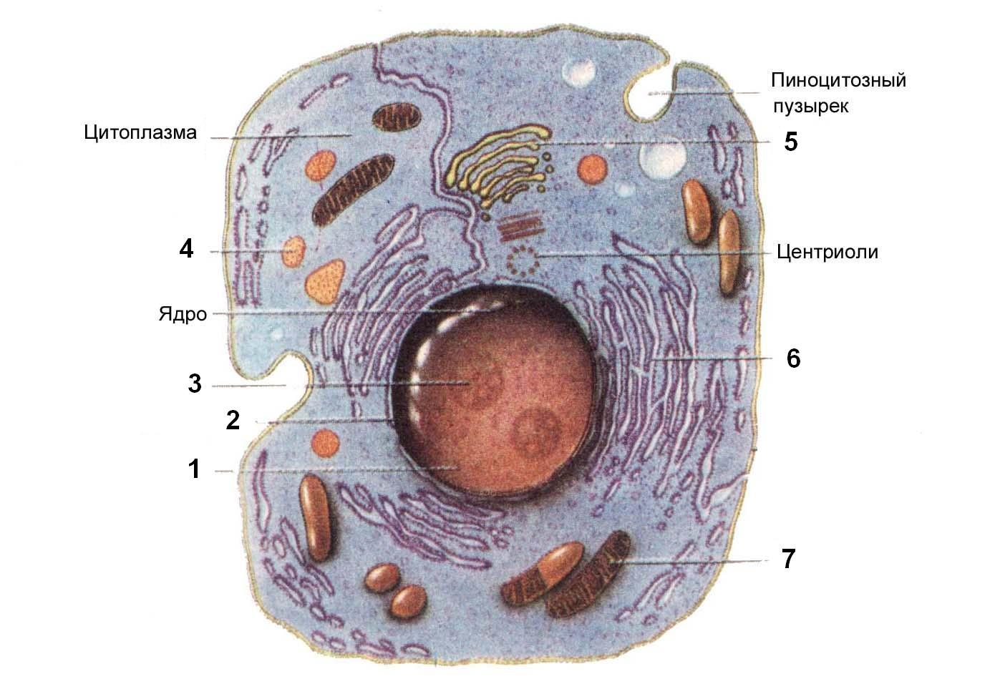 Пиноцитозный
пузырек
Цитоплазма
5
4
Центриоли
Ядро
6
3
2
1
7